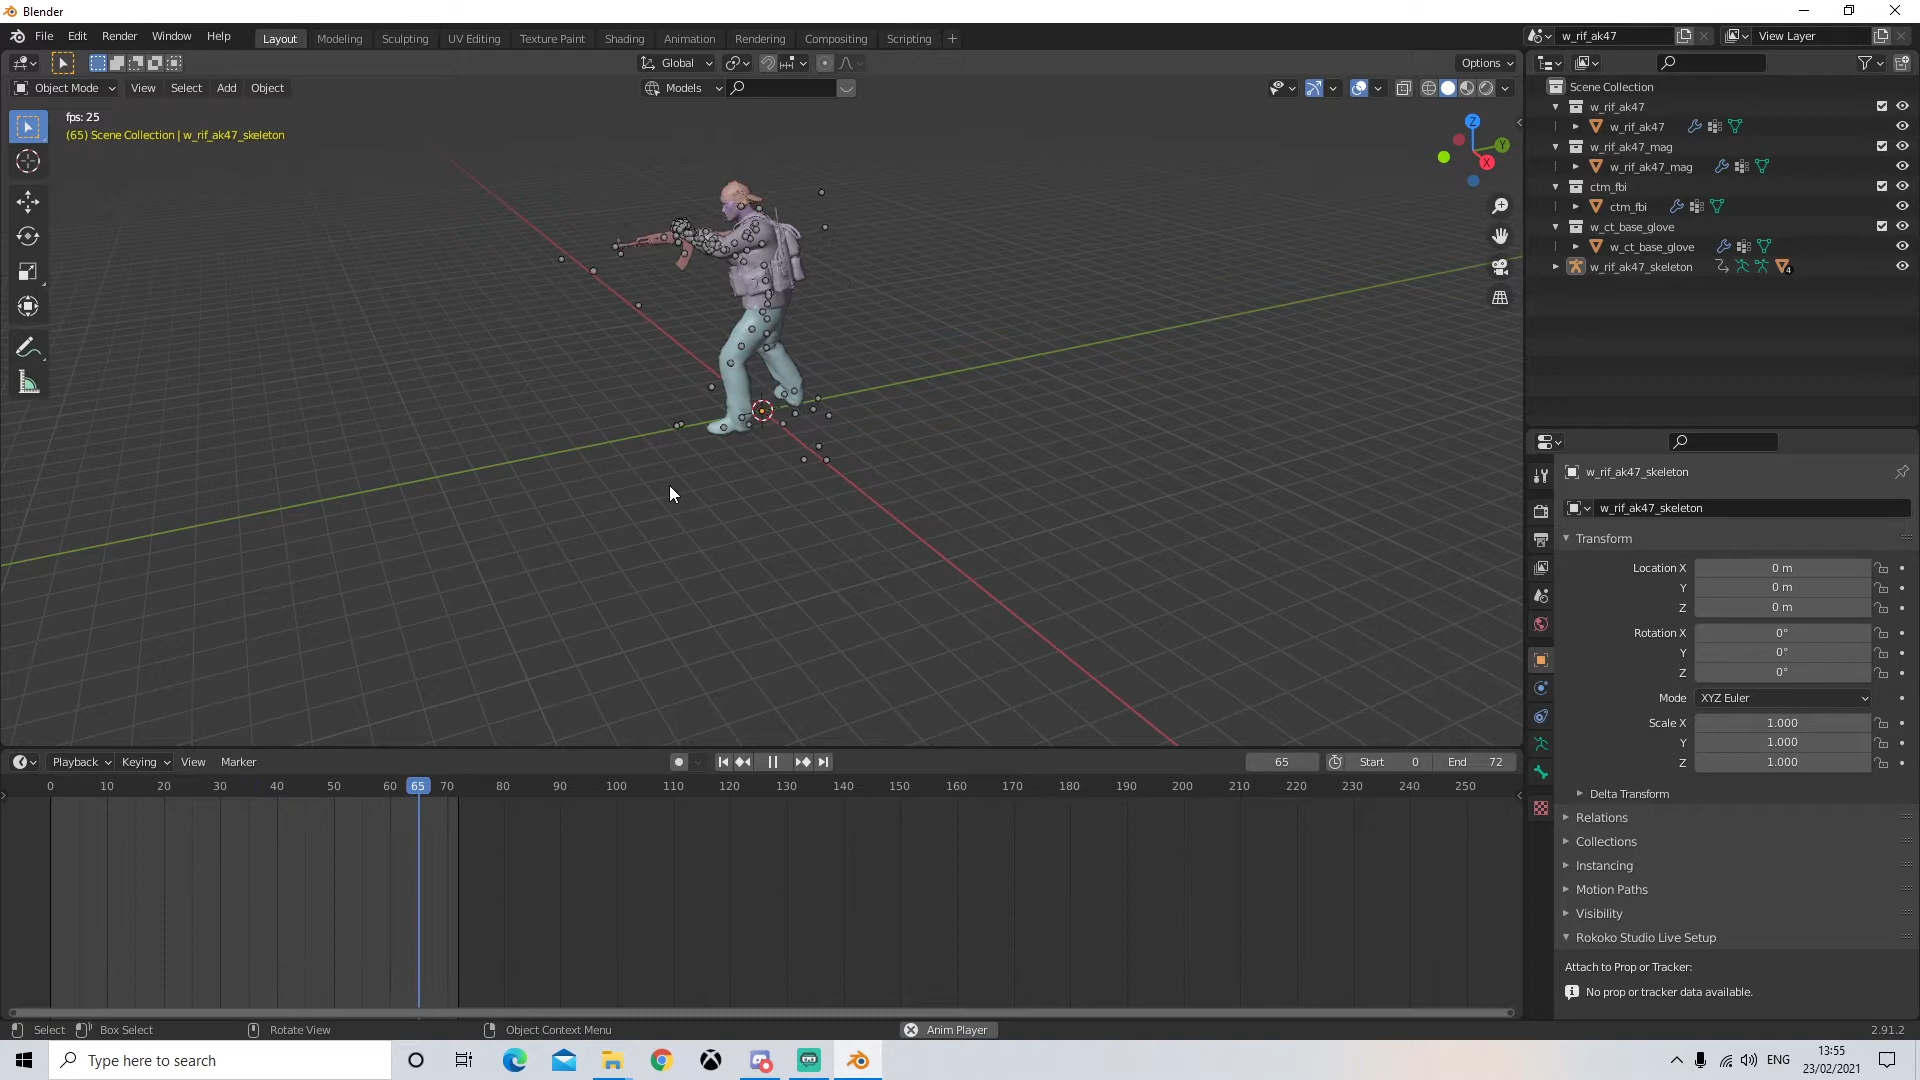 Blender
File Edit Render Window Help
Layout Modeling Sculpting UV Editing Texture Paint Shading Animation Rendering Compositing Scripting
w_rif_ak47 View Layer
Global Options
Object Mode View Select Add Object Models
fps: 25
(65) Scene Collection | w_rif_ak47_skeleton
Z
Y
X
Scene Collection
w_rif_ak47
w_rif_ak47
w_rif_ak47_mag
w_rif_ak47_mag
ctm_fbi
ctm_fbi
w_ct_base_glove
w_ct_base_glove
w_rif_ak47_skeleton 4
w_rif_ak47_skeleton
w_rif_ak47_skeleton
Transform
Location X 0 m
Y 0 m
Z 0 m
Rotation X 0°
Y 0°
Z 0°
Mode XYZ Euler
Scale X 1.000
Y 1.000
Z 1.000
Delta Transform
Relations
Collections
Instancing
Motion Paths
Visibility
Rokoko Studio Live Setup
Attach to Prop or Tracker:
No prop or tracker data available.
Playback Keying View Marker 65 Start 0 End 72
0 10 20 30 40 50 60 65 70 80 90 100 110 120 130 140 150 160 170 180 190 200 210 220 230 240 250
Select Box Select Rotate View Object Context Menu Anim Player 2.91.2
Type here to search ENG 13:55
23/02/2021